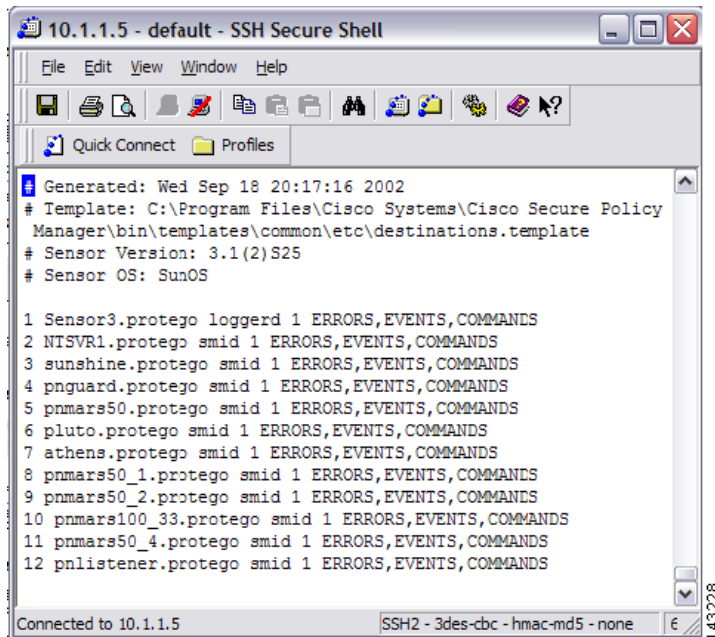 10.1.1.5 - default - SSH Secure Shell
File Edit View Window Help
Quick Connect Profiles
# Generated: Wed Sep 18 20:17:16 2002
# Template: C:\Program Files\Cisco Systems\Cisco Secure Policy
Manager\bin\templates\common\etc\destinations.template
# Sensor Version: 3.1(2)S25
# Sensor OS: SunOS
1 Sensor3.protego loggerd 1 ERRORS,EVENTS,COMMANDS
2 NTSVR1.protego smid 1 ERRORS,EVENTS,COMMANDS
3 sunshine.protego smid 1 ERRORS,EVENTS,COMMANDS
4 pnguard.protego smid 1 ERRORS,EVENTS,COMMANDS
5 pnmars50.protego smid 1 ERRORS,EVENTS,COMMANDS
6 pluto.protego smid 1 ERRORS,EVENTS,COMMANDS
7 athens.protego smid 1 ERRORS,EVENTS,COMMANDS
8 pnmars50_1.protego smid 1 ERRORS,EVENTS,COMMANDS
9 pnmars50_2.protego smid 1 ERRORS,EVENTS,COMMANDS
10 pnmars100_33.protego smid 1 ERRORS,EVENTS,COMMANDS
11 pnmars50_4.protego smid 1 ERRORS,EVENTS,COMMANDS
12 pnlistener.protego smid 1 ERRORS,EVENTS,COMMANDS
Connected to 10.1.1.5 SSH2 - 3des-cbc - hmac-md5 - none 6
43228